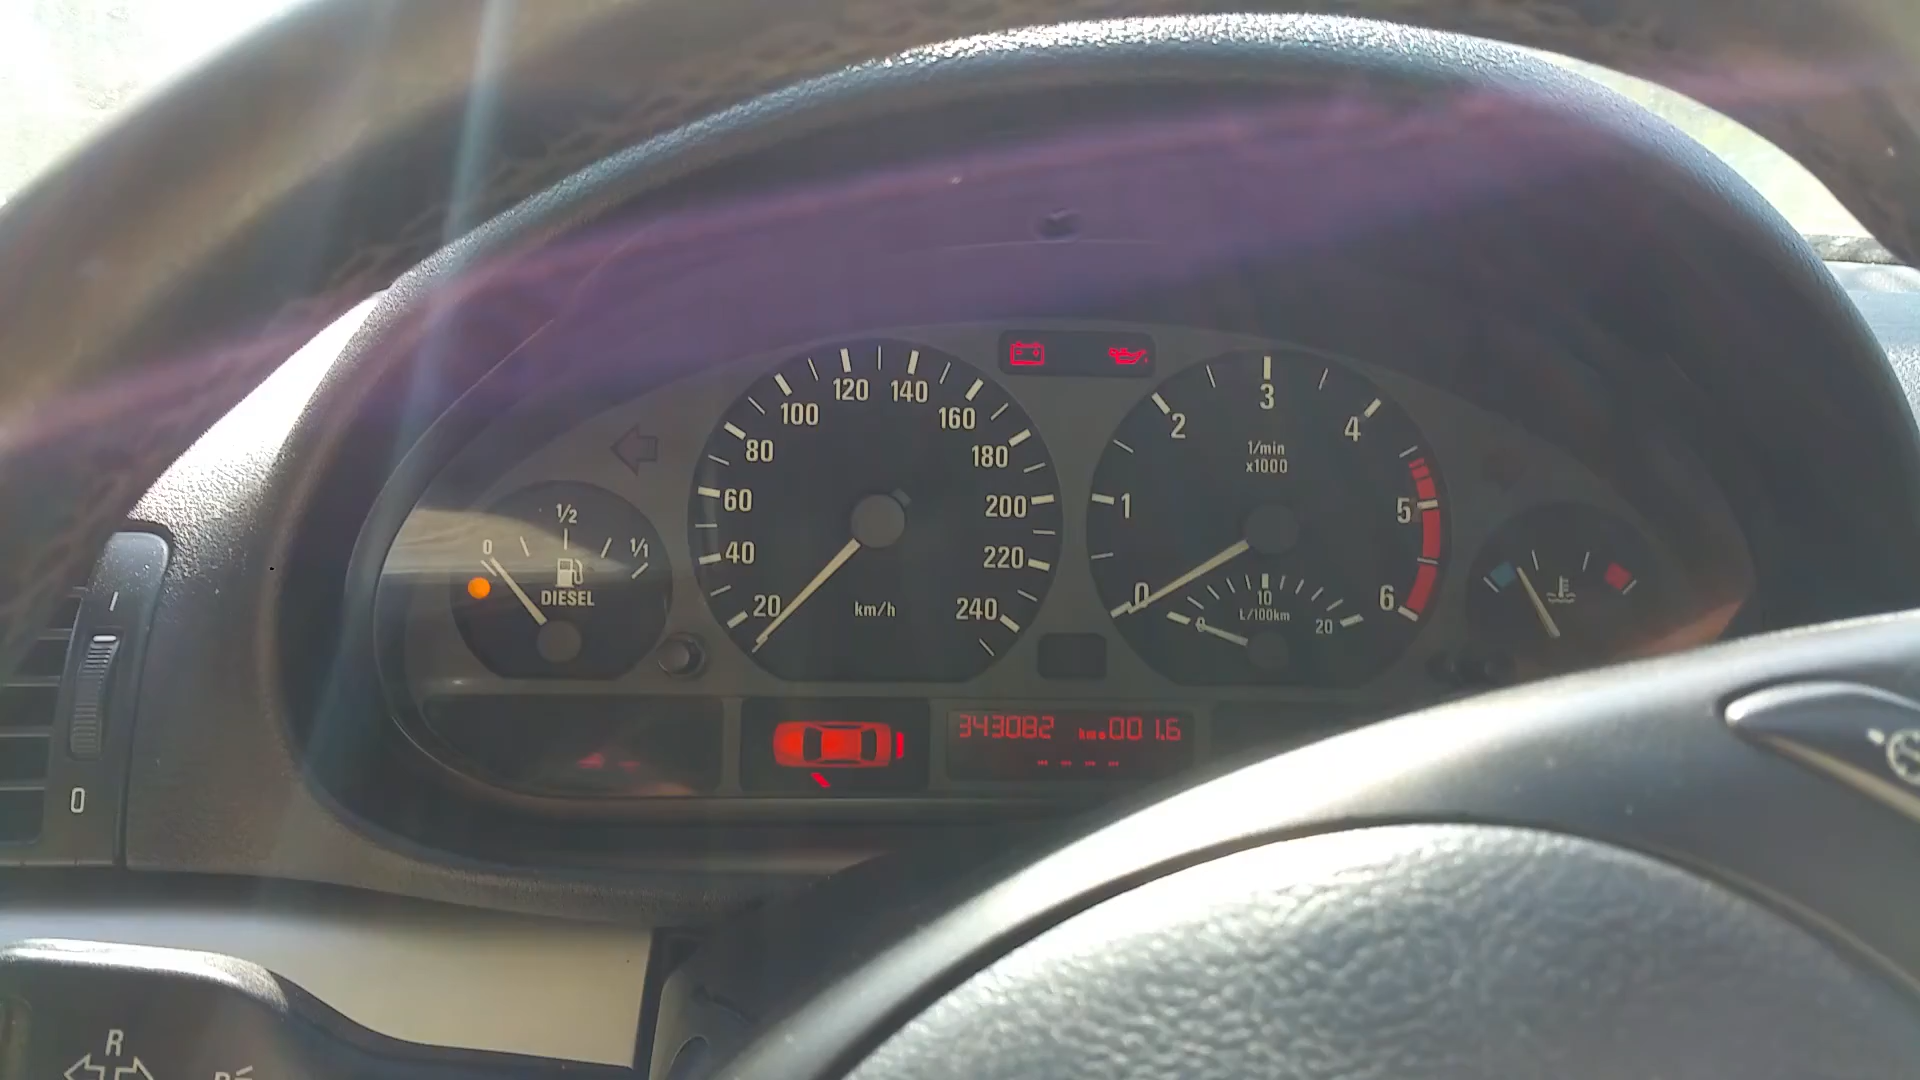 0 1/2 1/1
DIESEL
20 40 60 80 100 120 140 160 180 200 220 240
km/h
0 1 2 3 4 5 6
1/min
x1000
0 10 20
L/100km
343082 km 001.6
- - - -
0
R